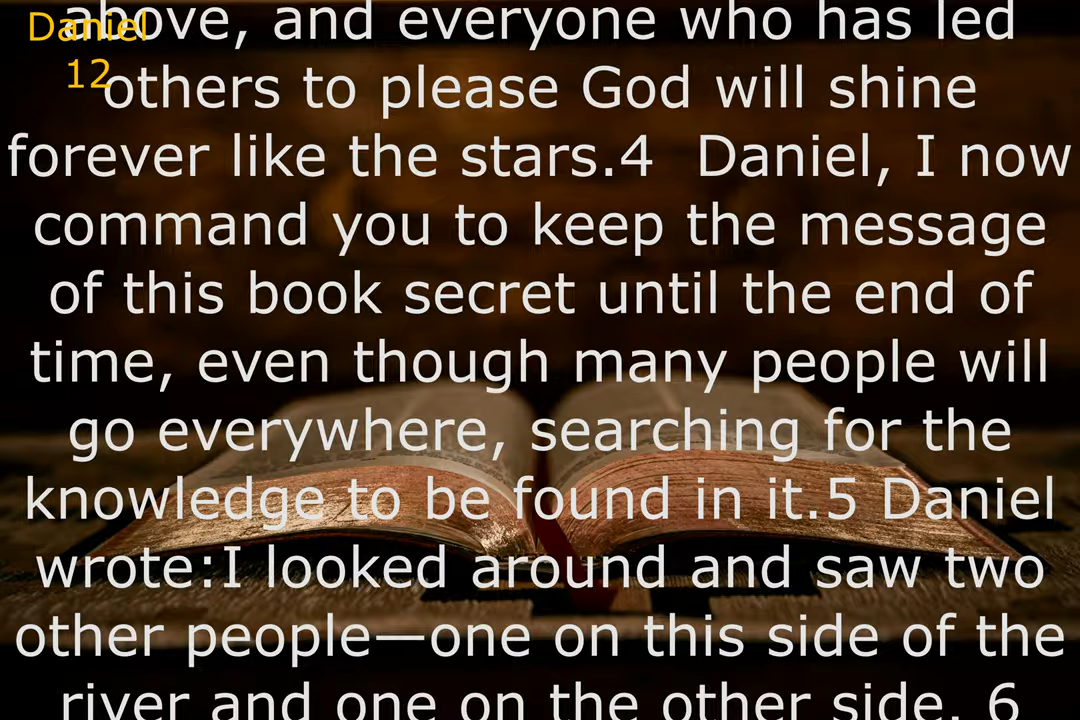 Daniel
12
above, and everyone who has led
others to please God will shine
forever like the stars.4  Daniel, I now
command you to keep the message
of this book secret until the end of
time, even though many people will
go everywhere, searching for the
knowledge to be found in it.5 Daniel
wrote:I looked around and saw two
other people—one on this side of the
river and one on the other side. 6